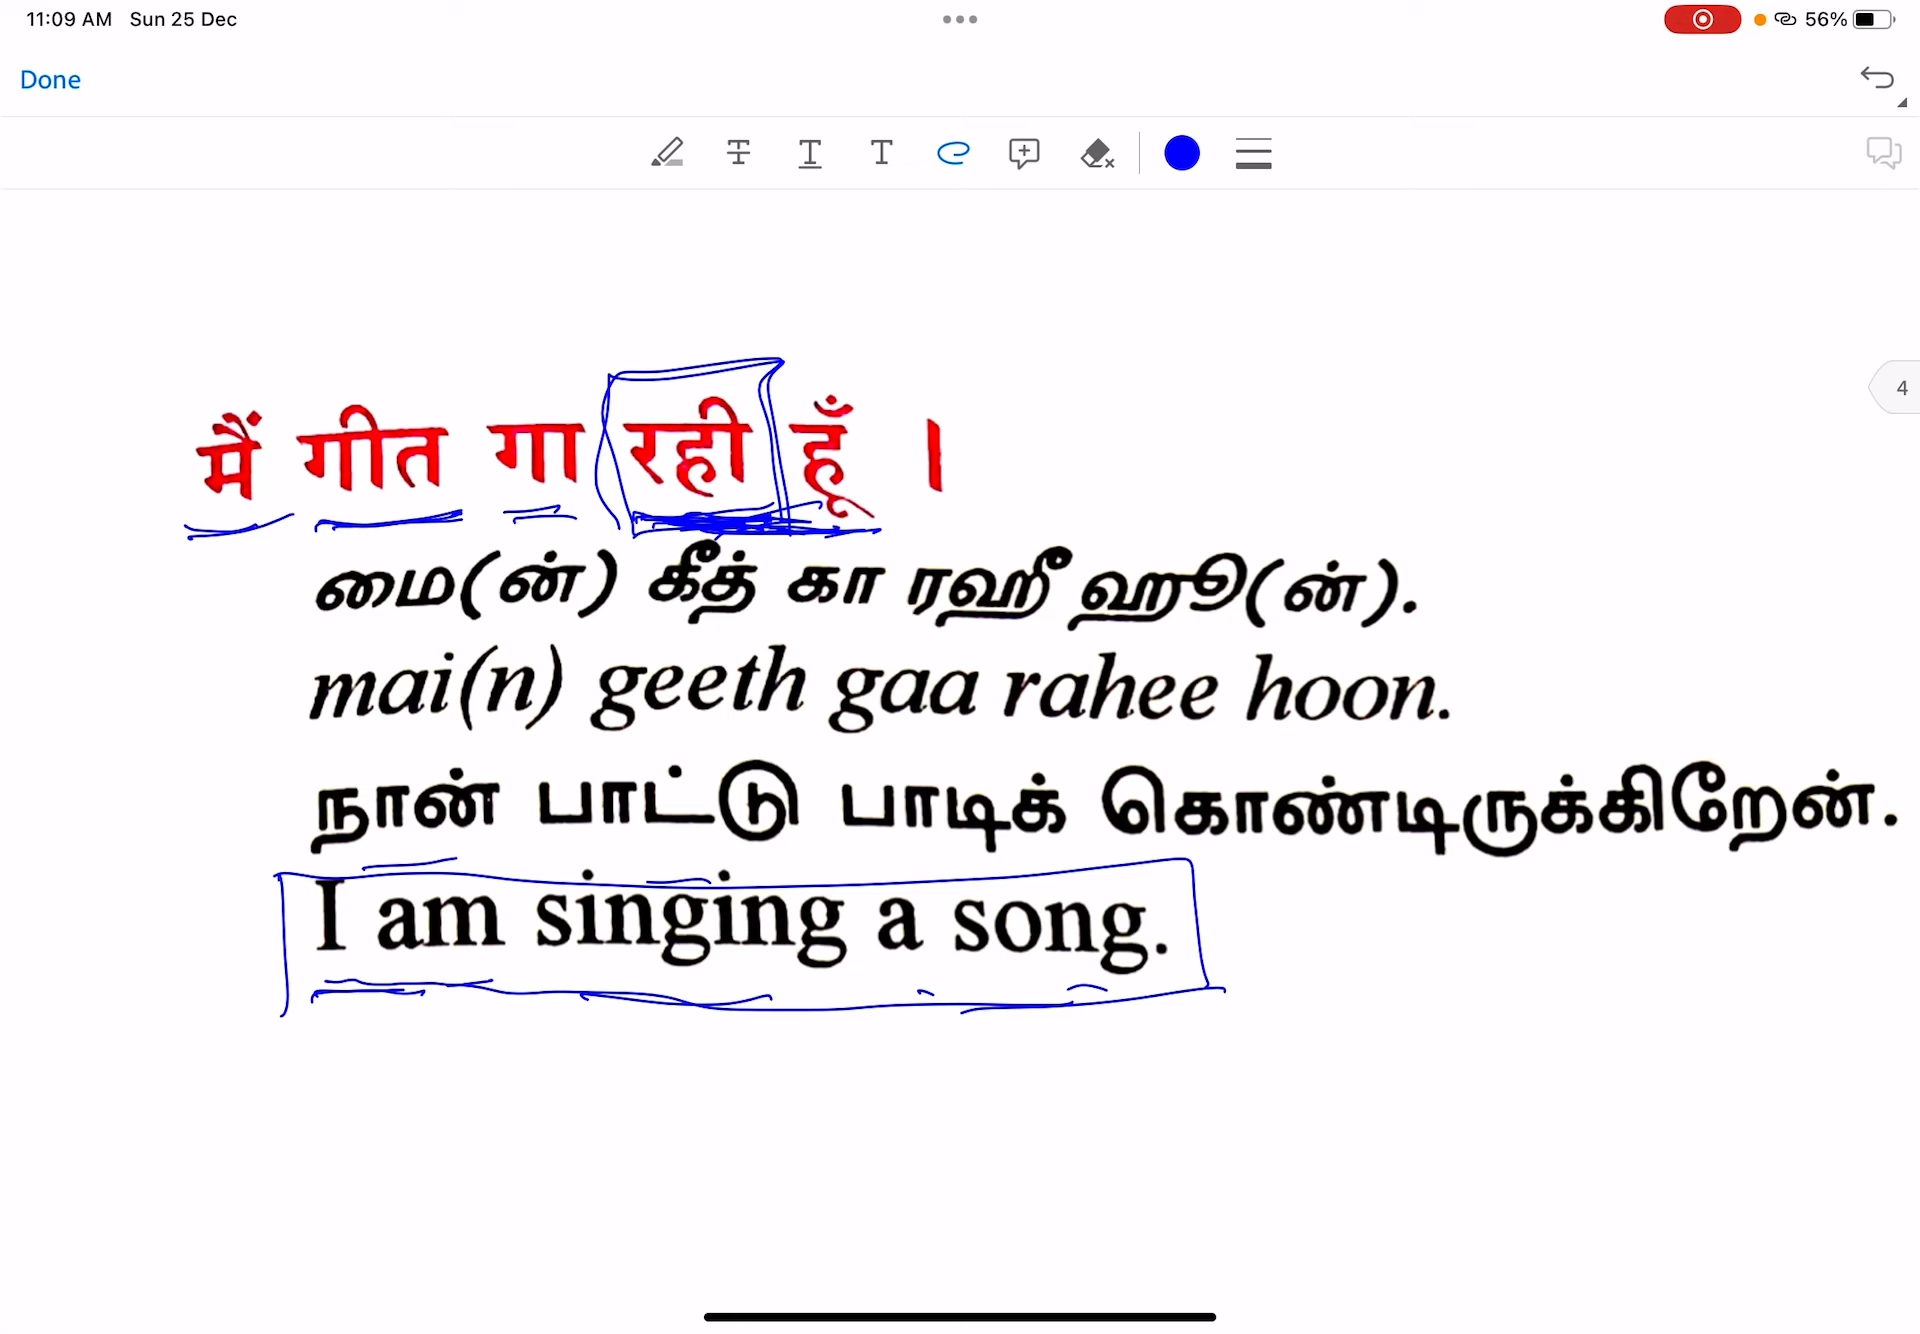 11:09 AM Sun 25 Dec 56%
Done
T T T
4
मैं गीत गा रही हूँ ।
மை(ன்) கீத் கா ரஹீ ஹூ(ன்).
mai(n) geeth gaa rahee hoon.
நான் பாட்டு பாடிக் கொண்டிருக்கிறேன்.
I am singing a song.